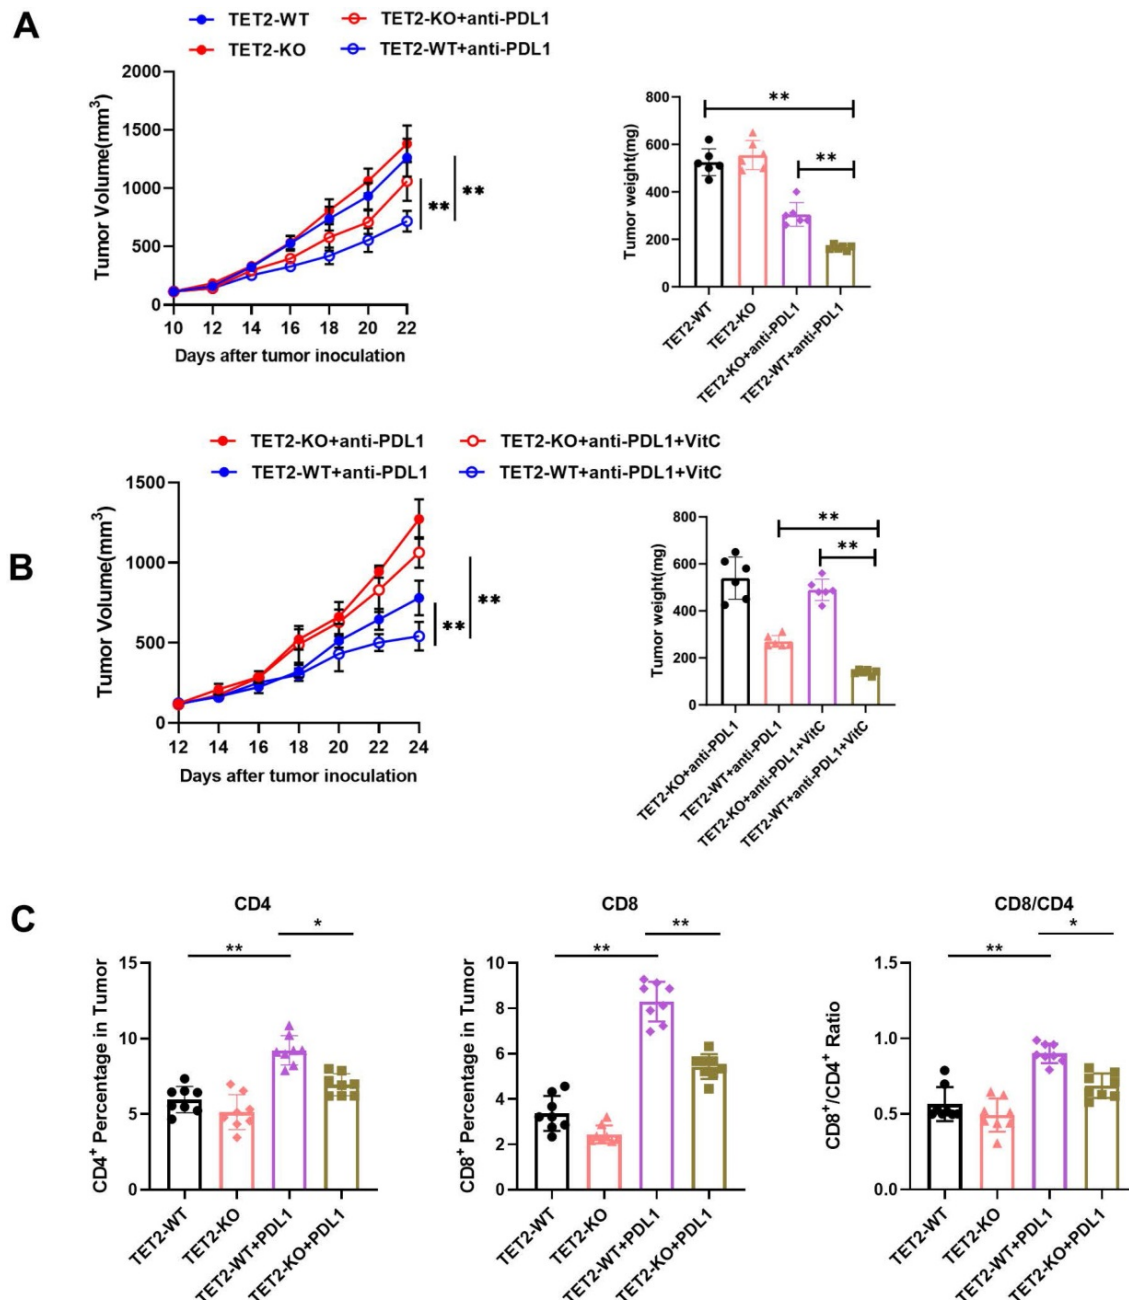 A
TET2-WT
TET2-KO+anti-PDL1
TET2-KO
TET2-WT+anti-PDL1
Tumor Volume(mm³)
2000
1500
1000
500
0
10 12 14 16 18 20 22
Days after tumor inoculation
**
**
Tumor weight(mg)
800
600
400
200
0
**
**
TET2-WT
TET2-KO
TET2-KO+anti-PDL1
TET2-WT+anti-PDL1
B
TET2-KO+anti-PDL1
TET2-KO+anti-PDL1+VitC
TET2-WT+anti-PDL1
TET2-WT+anti-PDL1+VitC
Tumor Volume(mm³)
1500
1000
500
0
12 14 16 18 20 22 24
Days after tumor inoculation
**
**
Tumor weight(mg)
800
600
400
200
0
**
**
TET2-KO+anti-PDL1
TET2-WT+anti-PDL1
TET2-KO+anti-PDL1+VitC
TET2-WT+anti-PDL1+VitC
C
CD4
*
**
CD4⁺ Percentage in Tumor
15
10
5
0
TET2-WT
TET2-KO
TET2-WT+PDL1
TET2-KO+PDL1
CD8
**
**
CD8⁺ Percentage in Tumor
10
8
6
4
2
0
TET2-WT
TET2-KO
TET2-WT+PDL1
TET2-KO+PDL1
CD8/CD4
*
**
CD8⁺/CD4⁺ Ratio
1.5
1.0
0.5
0.0
TET2-WT
TET2-KO
TET2-WT+PDL1
TET2-KO+PDL1